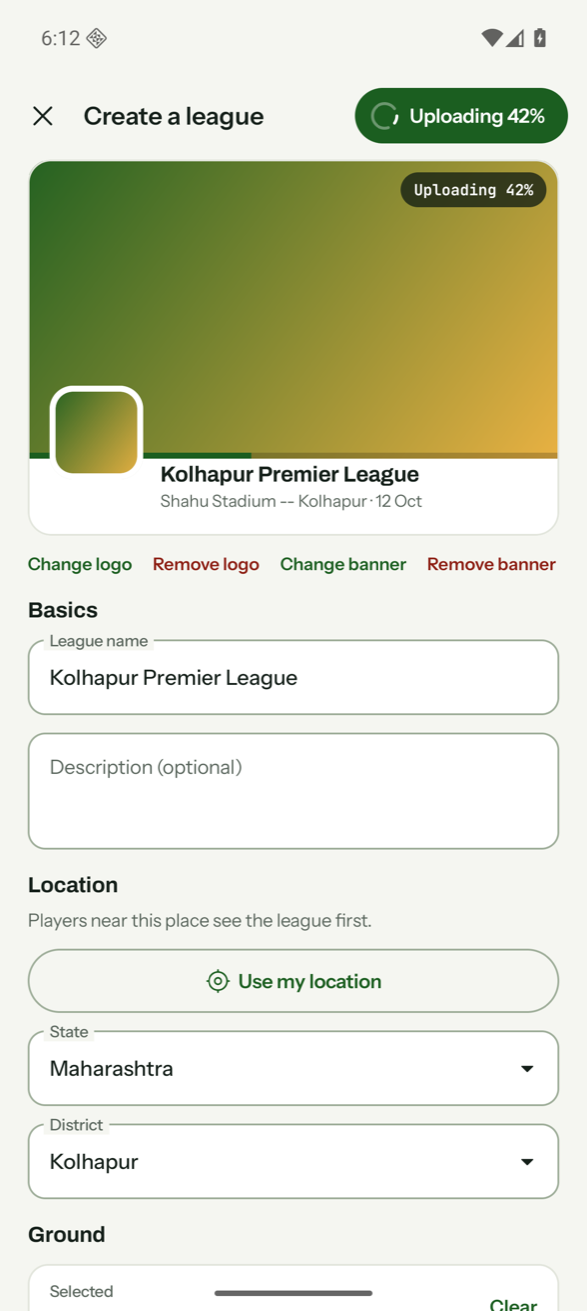 6:12
Create a league
Uploading 42%
Uploading 42%
Kolhapur Premier League
Shahu Stadium -- Kolhapur · 12 Oct
Change logo Remove logo Change banner Remove banner
Basics
League name
Kolhapur Premier League
Description (optional)
Location
Players near this place see the league first.
Use my location
State
Maharashtra
District
Kolhapur
Ground
Selected
Clear